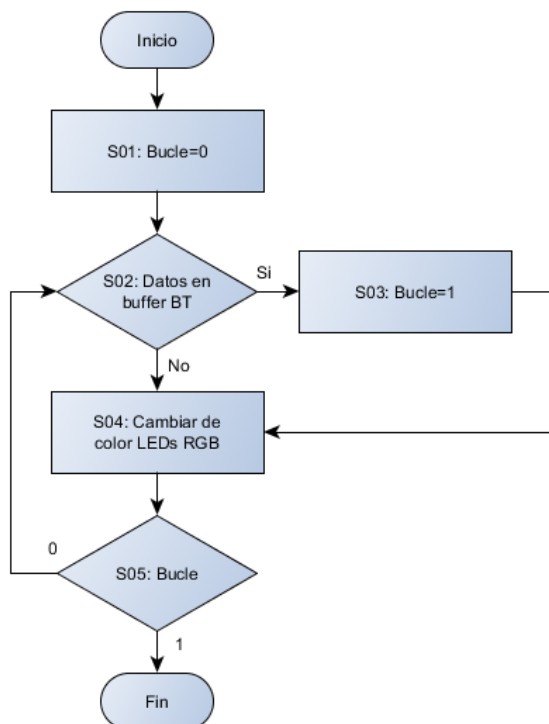 Inicio
S01: Bucle=0
S02: Datos en
buffer BT
Si
S03: Bucle=1
No
S04: Cambiar de
color LEDs RGB
0
S05: Bucle
1
Fin